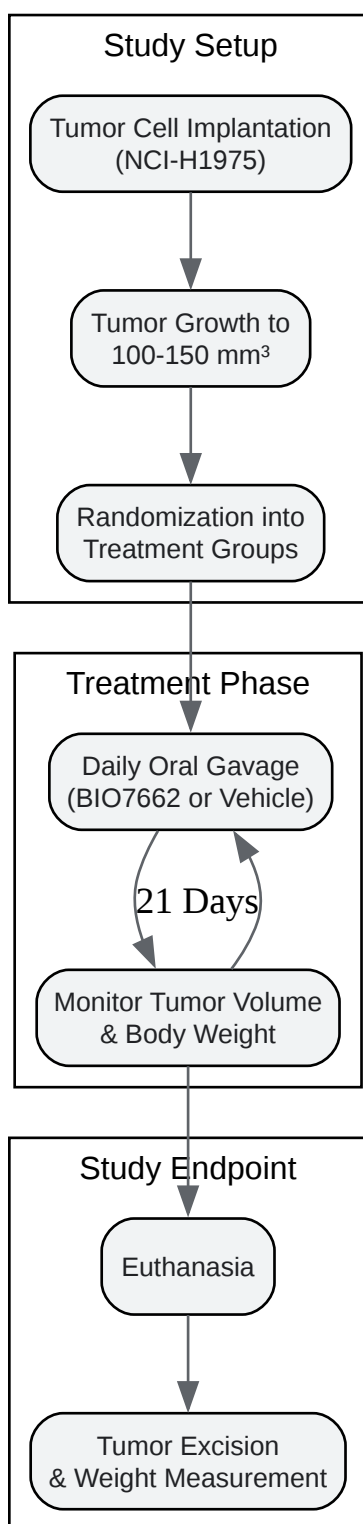 Study Setup
Tumor Cell Implantation
(NCI-H1975)
Tumor Growth to
100-150 mm³
Randomization into
Treatment Groups
Treatment Phase
Daily Oral Gavage
(BIO7662 or Vehicle)
21 Days
Monitor Tumor Volume
& Body Weight
Study Endpoint
Euthanasia
Tumor Excision
& Weight Measurement